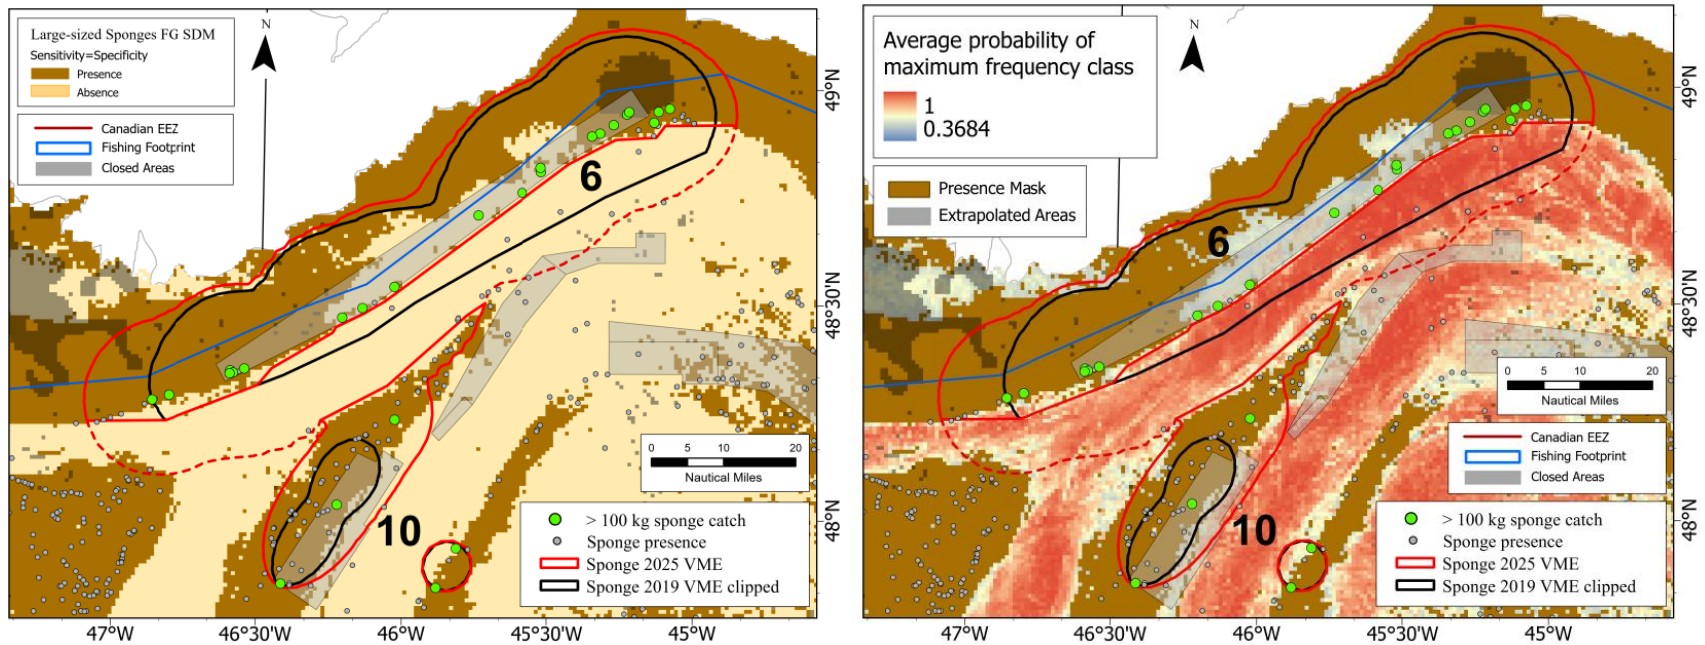 Large-sized Sponges FG SDM
Sensitivity=Specificity
Presence
Absence
Canadian EEZ
Fishing Footprint
Closed Areas
N
6
10
49°N
48°30'N
48°N
0 5 10 20
Nautical Miles
> 100 kg sponge catch
Sponge presence
Sponge 2025 VME
Sponge 2019 VME clipped
47°W 46°30'W 46°W 45°30'W 45°W
Average probability of
maximum frequency class
1
0.3684
Presence Mask
Extrapolated Areas
N
6
10
49°N
48°30'N
48°N
0 5 10 20
Nautical Miles
Canadian EEZ
Fishing Footprint
Closed Areas
> 100 kg sponge catch
Sponge presence
Sponge 2025 VME
Sponge 2019 VME clipped
47°W 46°30'W 46°W 45°30'W 45°W